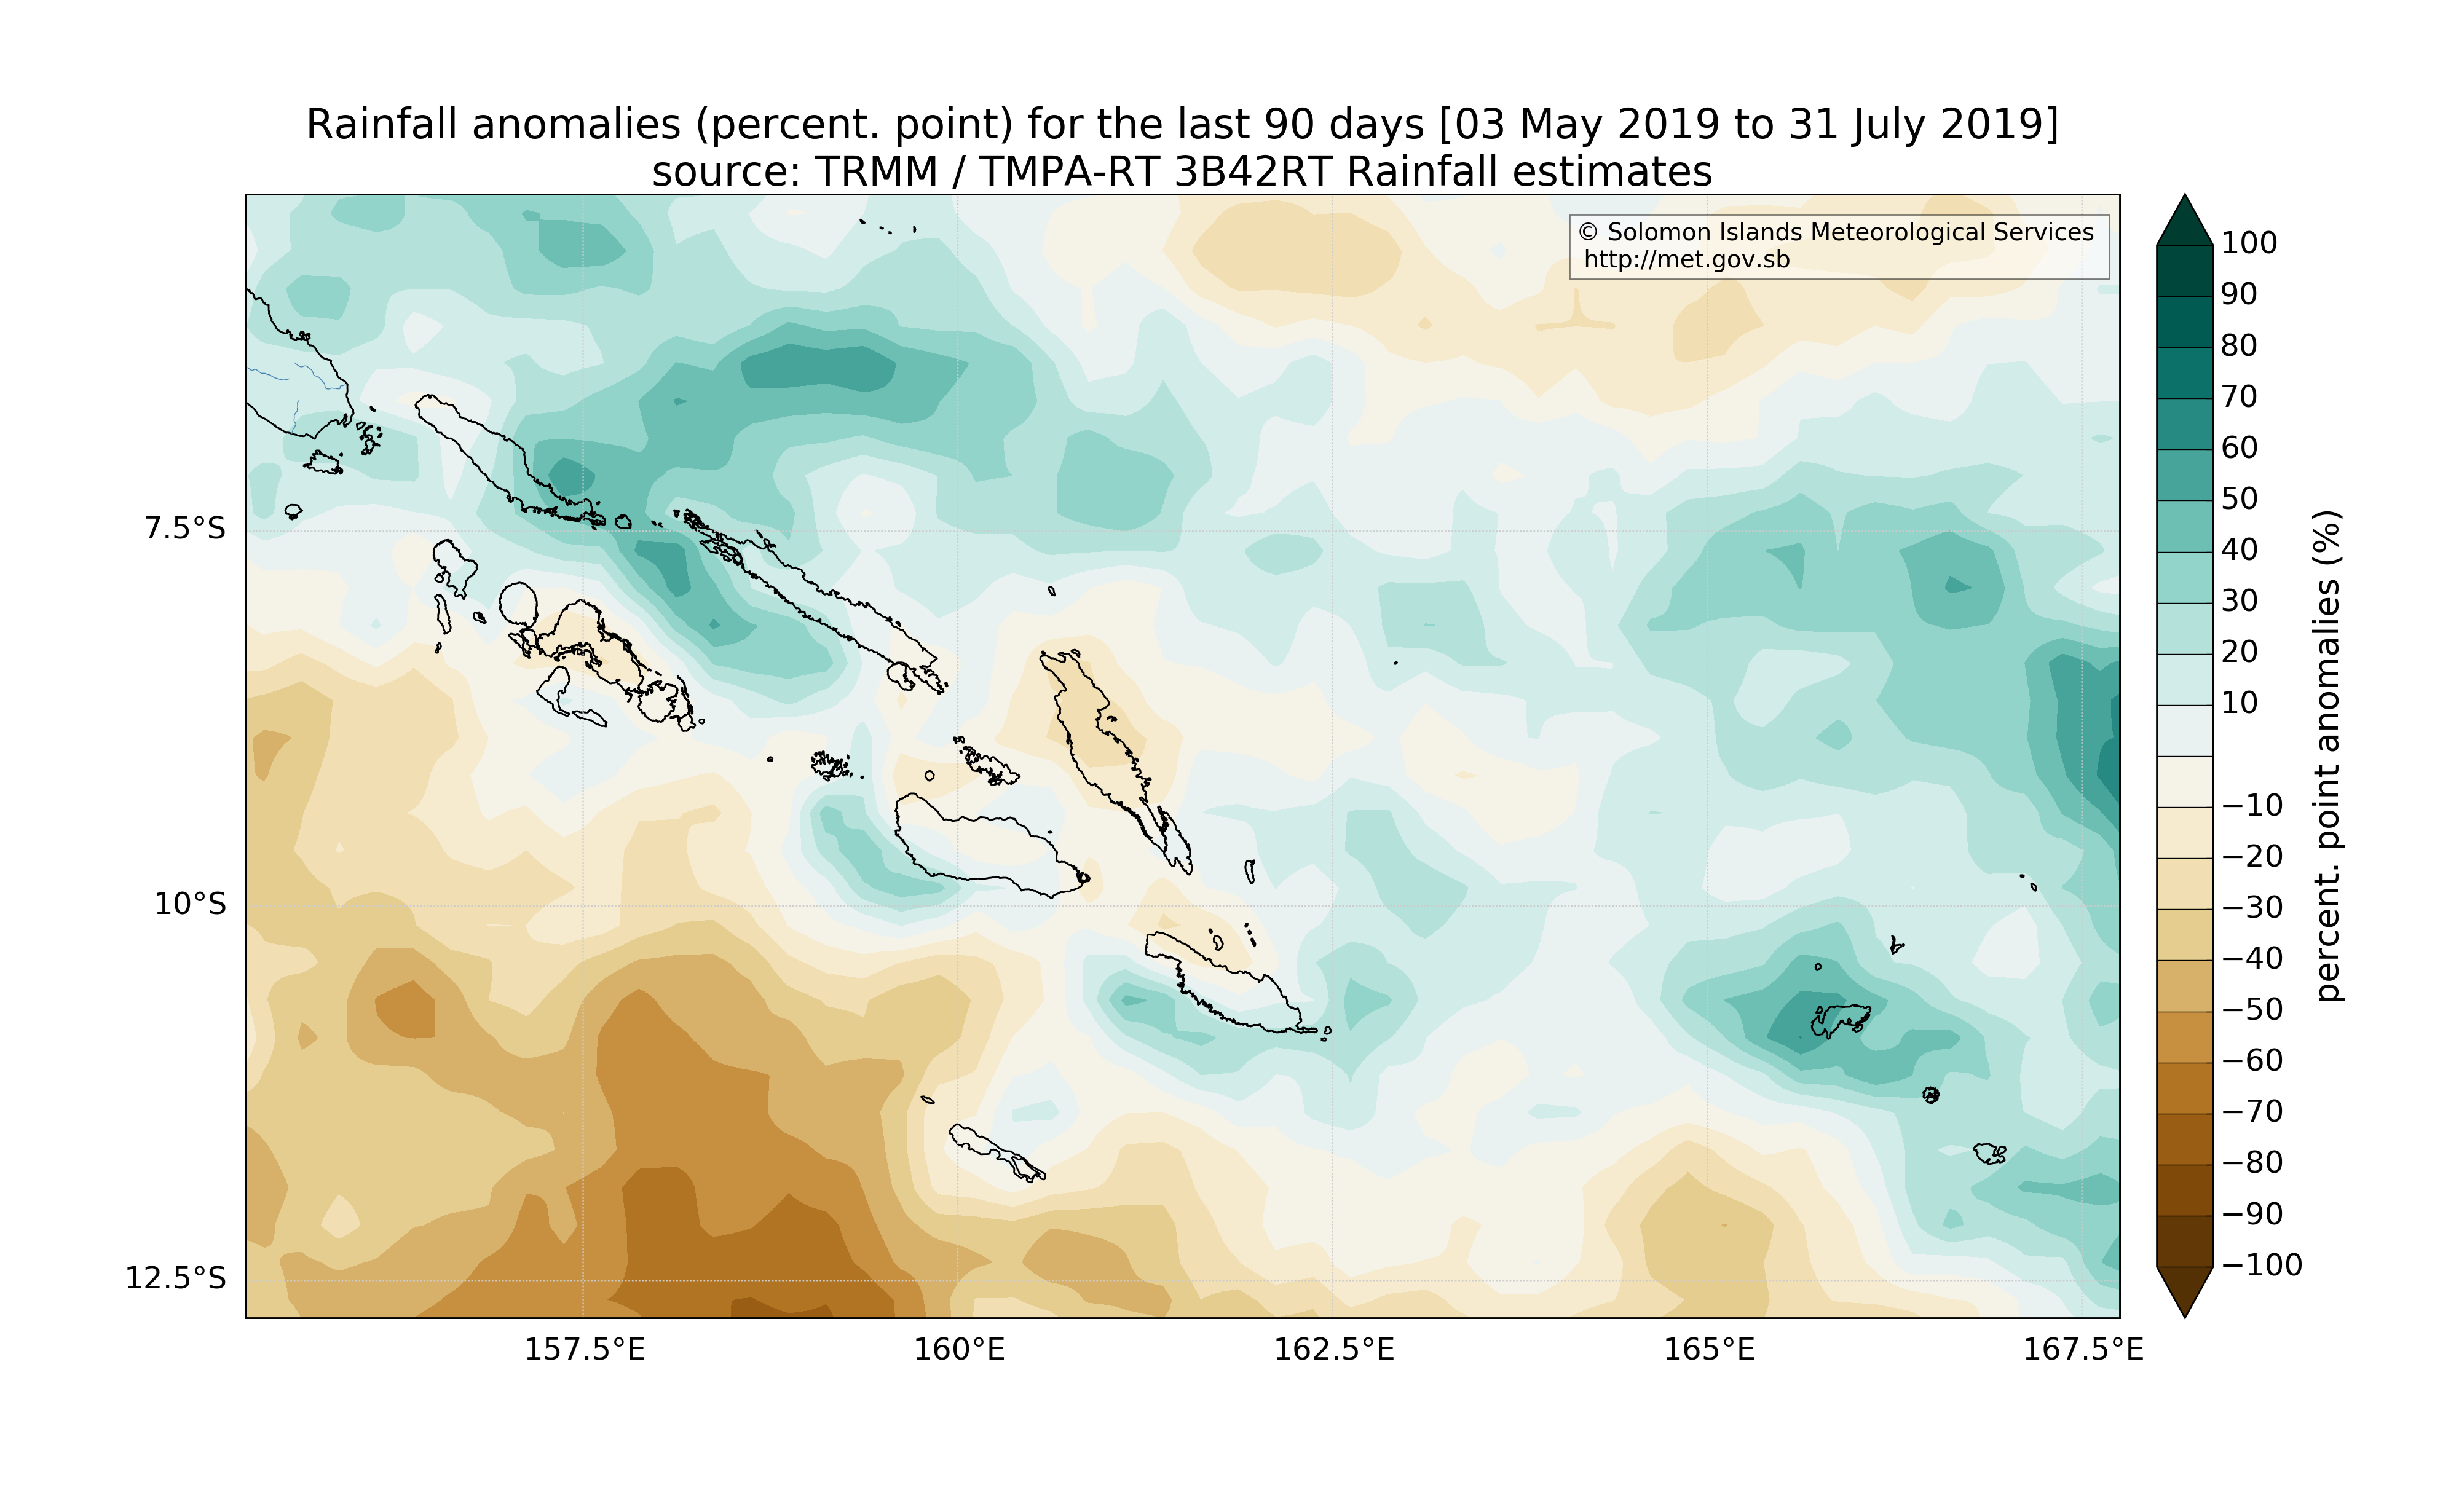 Rainfall anomalies (percent. point) for the last 90 days [03 May 2019 to 31 July 2019]
source: TRMM / TMPA-RT 3B42RT Rainfall estimates
© Solomon Islands Meteorological Services
http://met.gov.sb
7.5°S
10°S
12.5°S
157.5°E
160°E
162.5°E
165°E
167.5°E
100
90
80
70
60
50
40
30
20
10
−10
−20
−30
−40
−50
−60
−70
−80
−90
−100
percent. point anomalies (%)